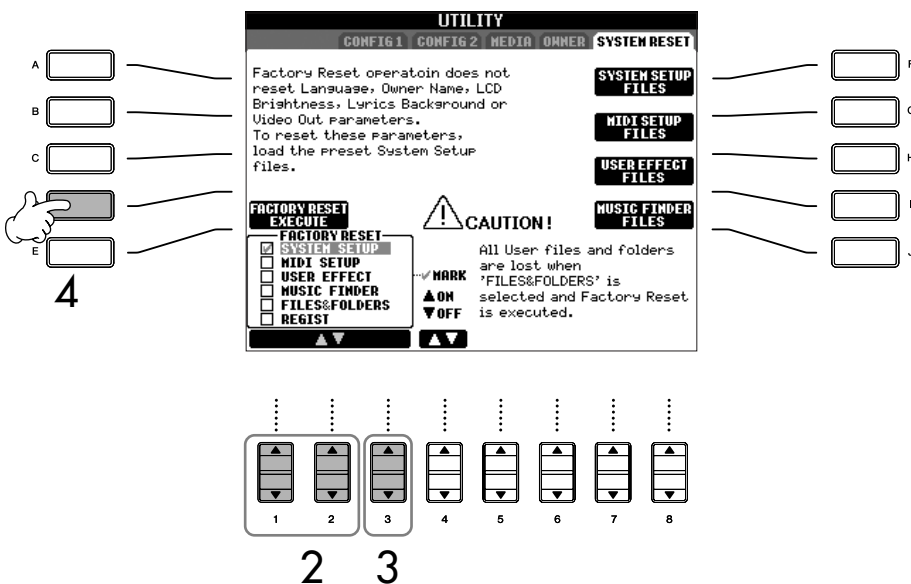 UTILITY
CONFIG 1 CONFIG 2 MEDIA OWNER SYSTEM RESET
A
B
C
E
4
Factory Reset operatoin does not
reset Language, Owner Name, LCD
Brightness, Lyrics Background or
Video Out parameters.
To reset these parameters,
load the preset System Setup
files.
SYSTEM SETUP
FILES
MIDI SETUP
FILES
USER EFFECT
FILES
MUSIC FINDER
FILES
FACTORY RESET
EXECUTE
FACTORY RESET
SYSTEM SETUP
MIDI SETUP
USER EFFECT
MUSIC FINDER
FILES&FOLDERS
REGIST
MARK
▲ON
▼OFF
CAUTION!
All User files and folders
are lost when
'FILES&FOLDERS' is
selected and Factory Reset
is executed.
1 2 3 4 5 6 7 8
2 3